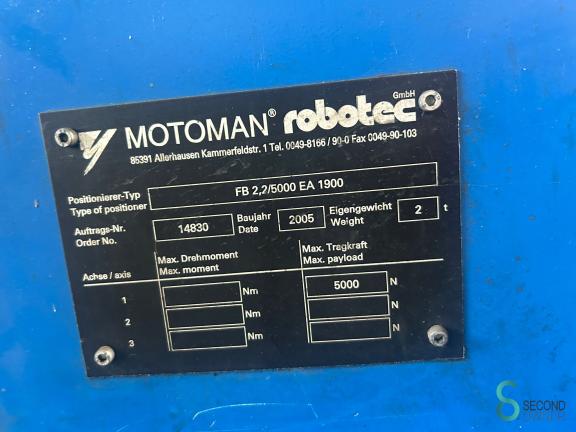 MOTOMAN® robotec GmbH
85391 Allerhausen Kammerfeldstr. 1 Tel. 0049-8166 / 90-0 Fax 0049-90-103
Positionierer-Typ
Type of positioner
FB 2,2/5000 EA 1900
Auftrags-Nr.
Order No.
14830
Baujahr
Date
2005
Eigengewicht
Weight
2 t
Achse / axis
Max. Drehmoment
Max. moment
Max. Tragkraft
Max. payload
1 Nm 5000 N
2 Nm N
3 Nm N
SECOND